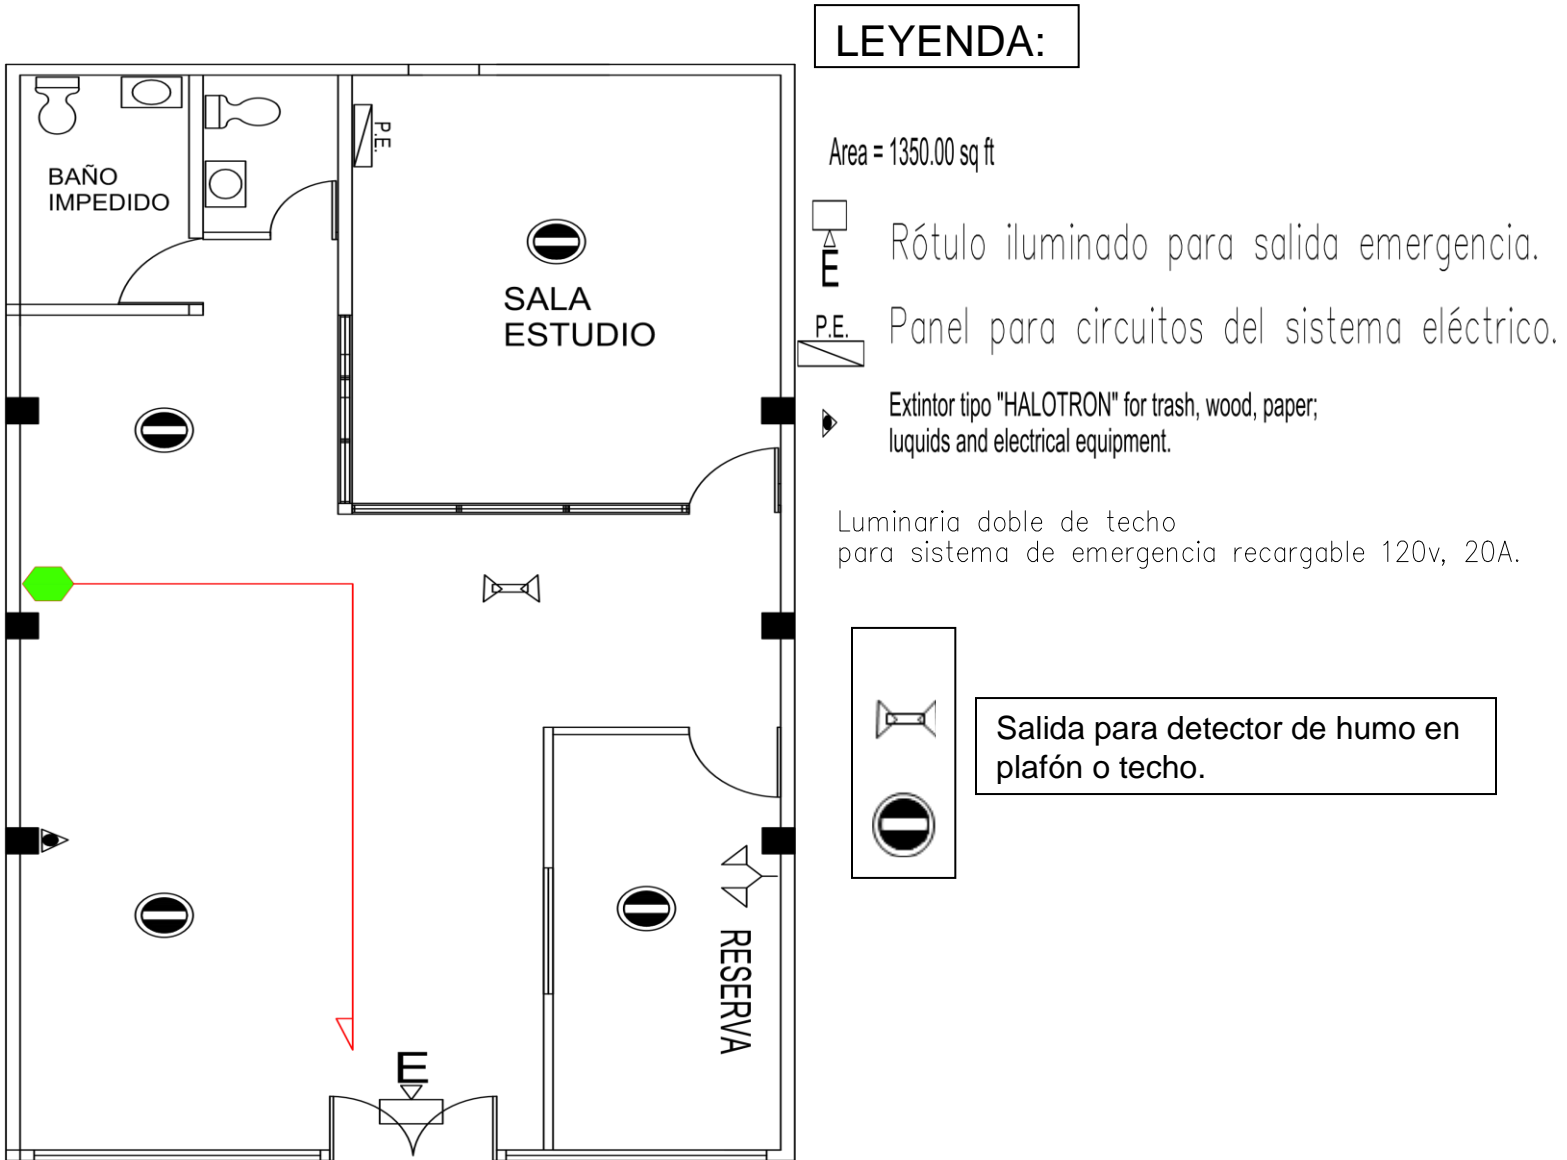 LEYENDA:
Area = 1350.00 sq ft
E
Rótulo iluminado para salida emergencia.
P.E.
Panel para circuitos del sistema eléctrico.
Extintor tipo "HALOTRON" for trash, wood, paper;
luquids and electrical equipment.
Luminaria doble de techo
para sistema de emergencia recargable 120v, 20A.
Salida para detector de humo en
plafón o techo.
BAÑO
IMPEDIDO
P.E.
SALA
ESTUDIO
RESERVA
E